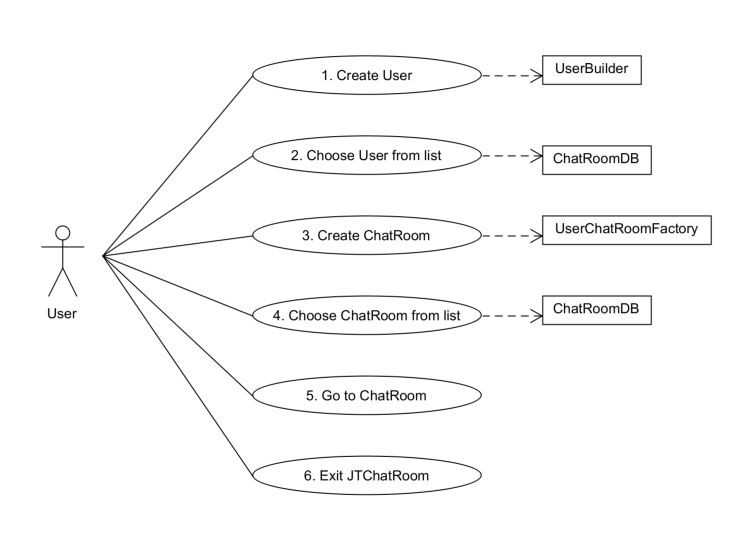 1. Create User
UserBuilder
2. Choose User from list
ChatRoomDB
3. Create ChatRoom
UserChatRoomFactory
User
4. Choose ChatRoom from list
ChatRoomDB
5. Go to ChatRoom
6. Exit JTChatRoom